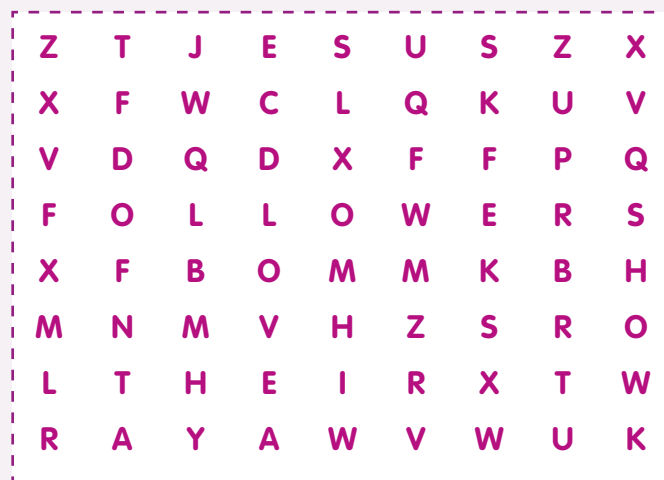 Z T J E S U S Z X
X F W C L Q K U V
V D Q D X F F P Q
F O L L O W E R S
X F B O M M K B H
M N M V H Z S R O
L T H E I R X T W
R A Y A W V W U K